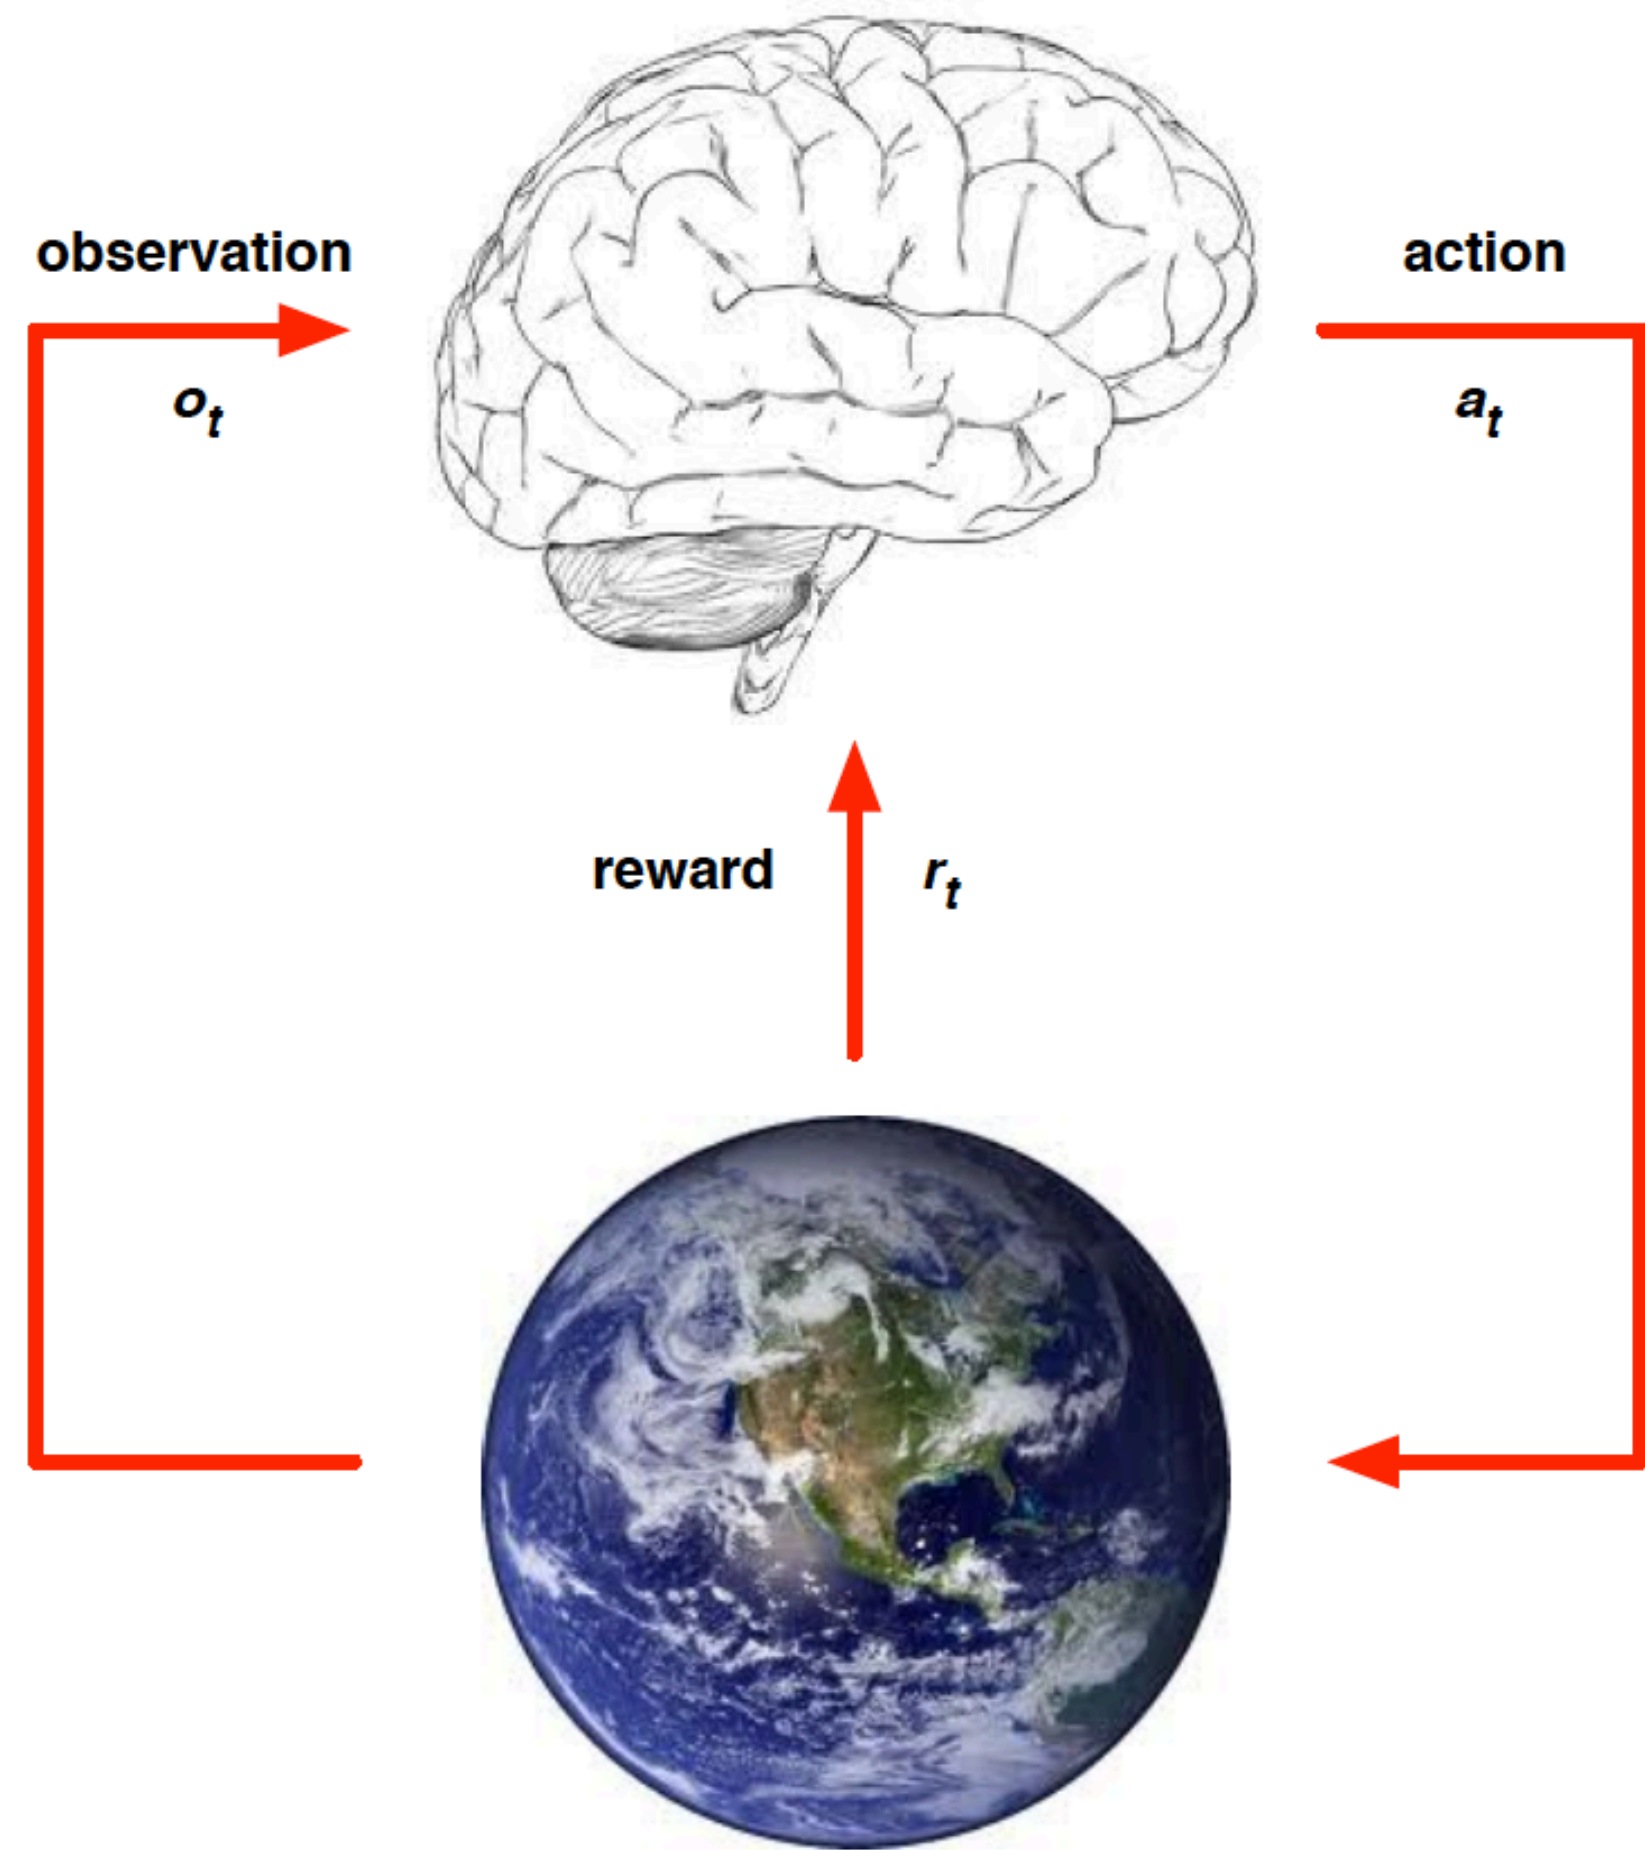 observation
o_t
action
a_t
reward
r_t